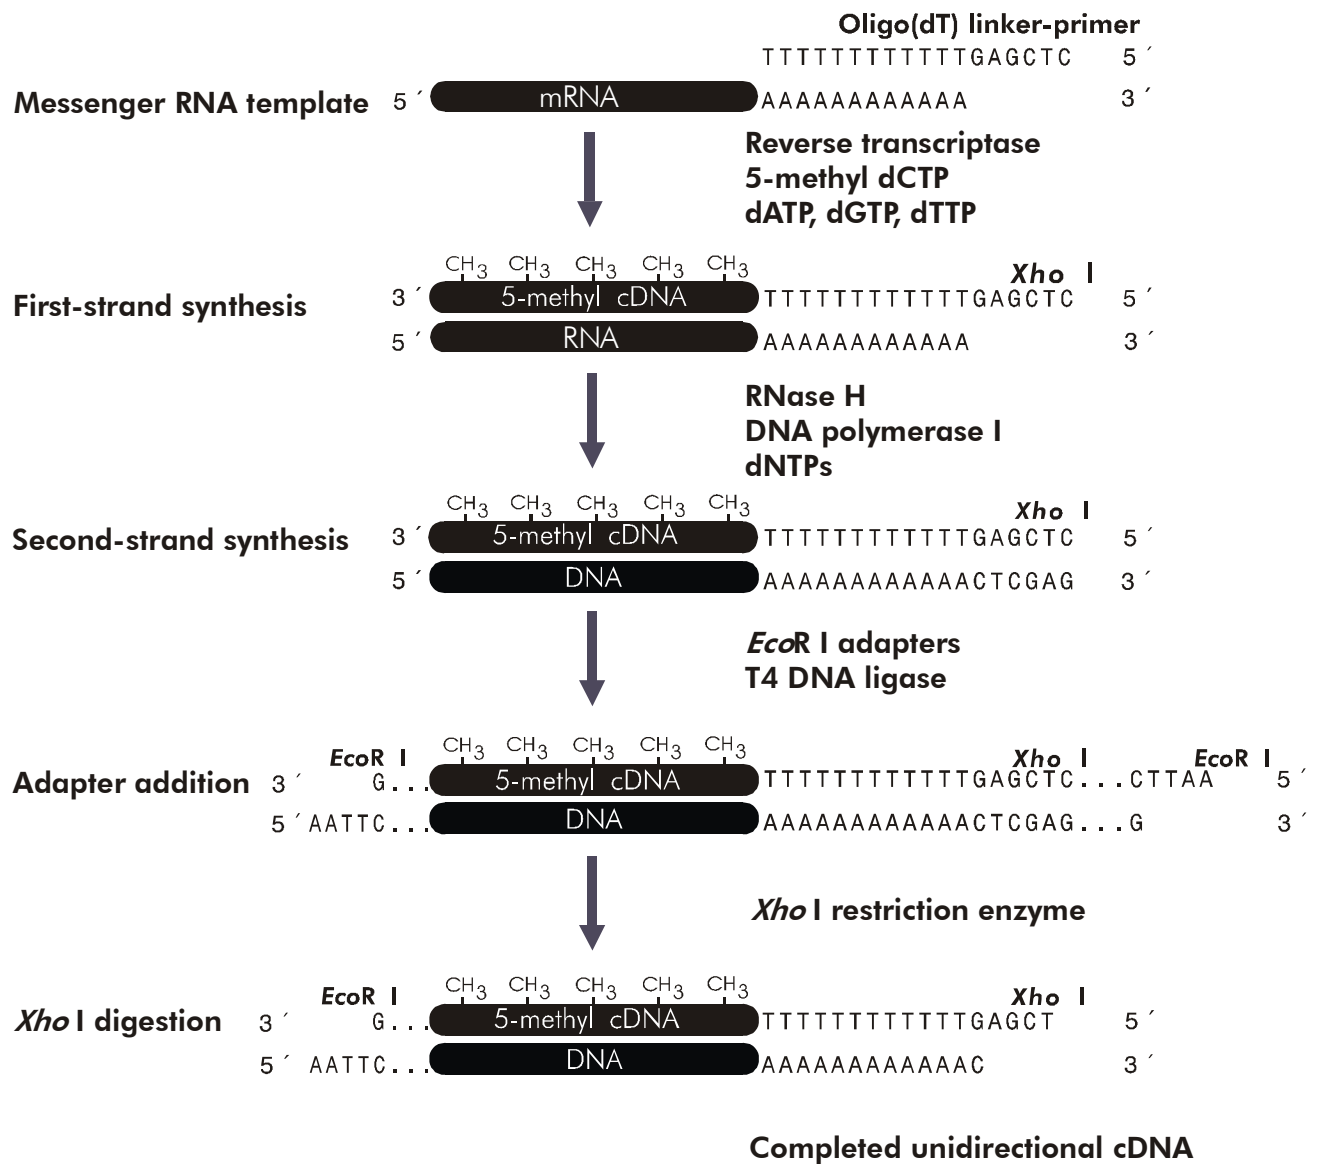 Oligo(dT) linker-primer
TTTTTTTTTTTTGAGCTC 5´
Messenger RNA template 5´ mRNA AAAAAAAAAAAA 3´
Reverse transcriptase
5-methyl dCTP
dATP, dGTP, dTTP
CH3 CH3 CH3 CH3 CH3 Xho I
First-strand synthesis 3´ 5-methyl cDNA TTTTTTTTTTTTGAGCTC 5´
5´ RNA AAAAAAAAAAAA 3´
RNase H
DNA polymerase I
dNTPs
CH3 CH3 CH3 CH3 CH3 Xho I
Second-strand synthesis 3´ 5-methyl cDNA TTTTTTTTTTTTGAGCTC 5´
5´ DNA AAAAAAAAAAAACTCGAG 3´
EcoR I adapters
T4 DNA ligase
EcoR I CH3 CH3 CH3 CH3 CH3 Xho I EcoR I
Adapter addition 3´ G... 5-methyl cDNA TTTTTTTTTTTTGAGCTC...CTTAA 5´
5´ AATTC... DNA AAAAAAAAAAAACTCGAG...G 3´
Xho I restriction enzyme
EcoR I CH3 CH3 CH3 CH3 CH3 Xho I
Xho I digestion 3´ G... 5-methyl cDNA TTTTTTTTTTTTGAGCT 5´
5´ AATTC... DNA AAAAAAAAAAAAC 3´
Completed unidirectional cDNA